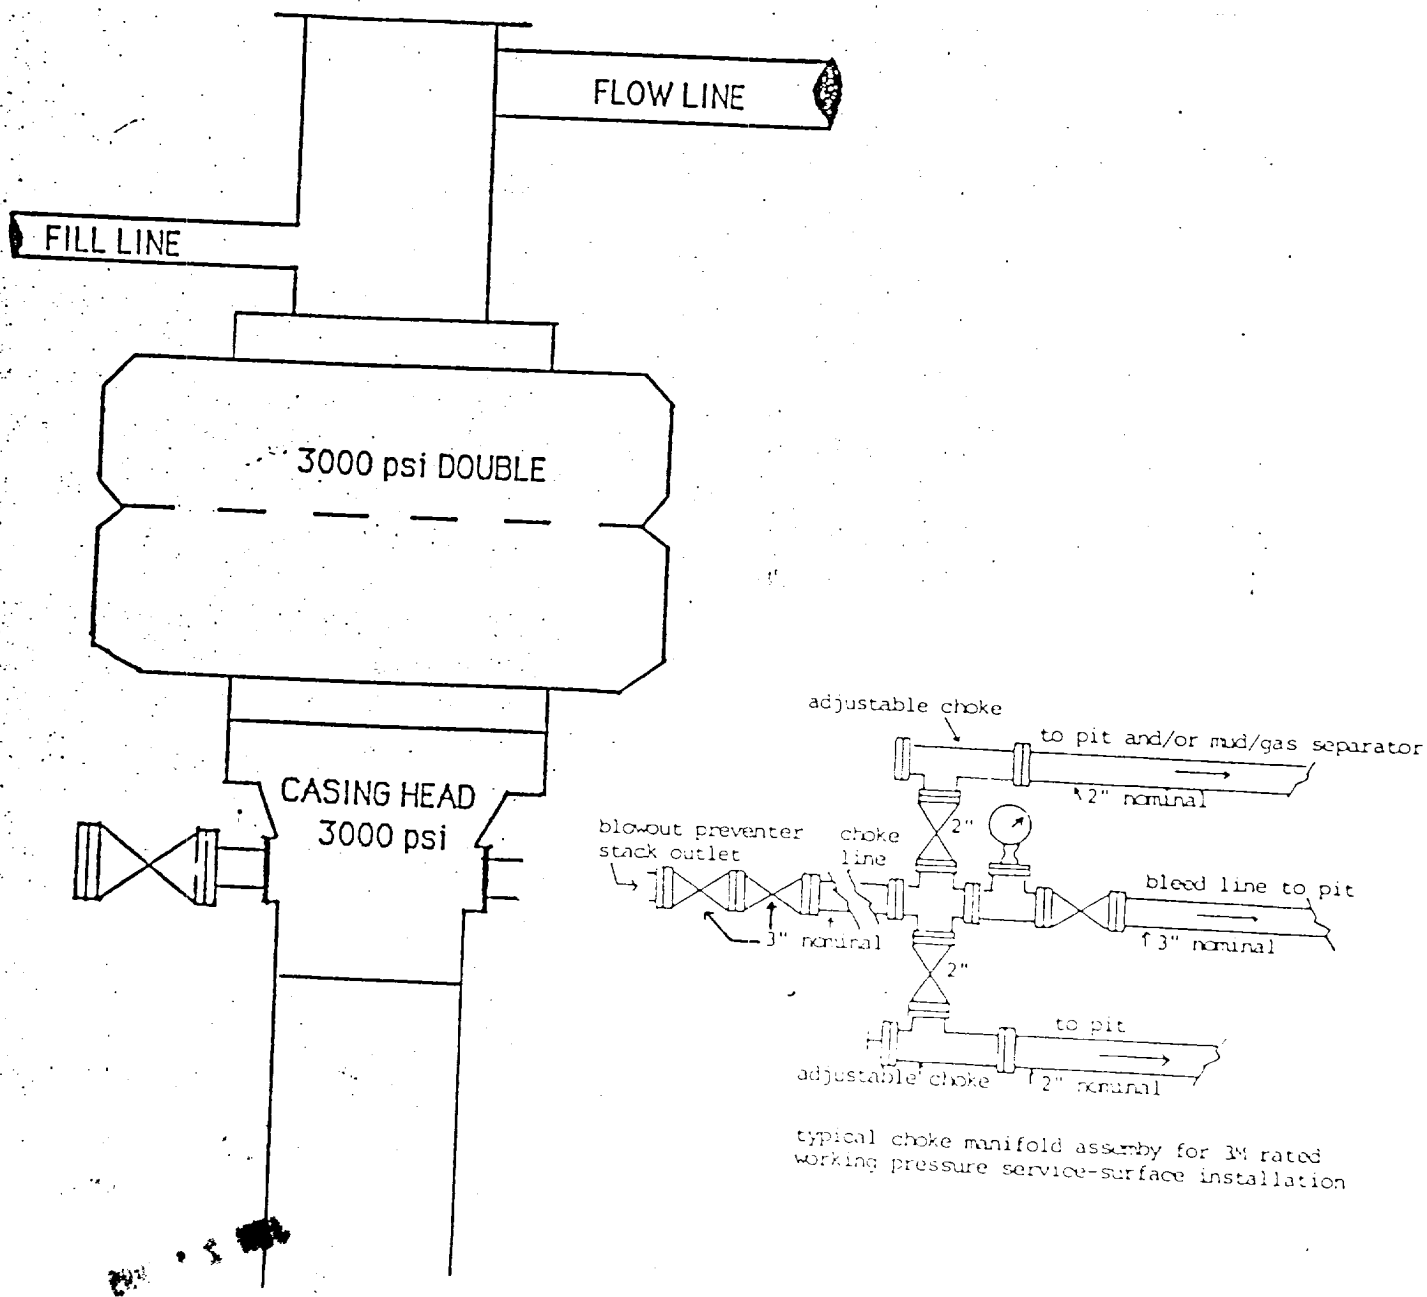 FLOW LINE
FILL LINE
3000 psi DOUBLE
CASING HEAD
3000 psi
adjustable choke
to pit and/or mud/gas separator
2" nominal
2"
blowout preventer
stack outlet
choke
line
bleed line to pit
3" nominal
3" nominal
2"
to pit
adjustable choke
2" nominal
typical choke manifold assemby for 3M rated
working pressure service-surface installation